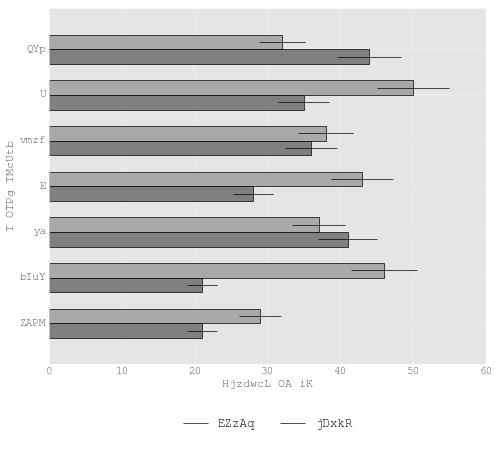 QYp
U
vmzf
E
ya
bIuY
ZAPM
T OTPg TMcUtb
0 10 20 30 40 50 60
HjzdwcL OA iK
EZzAq jDxkR